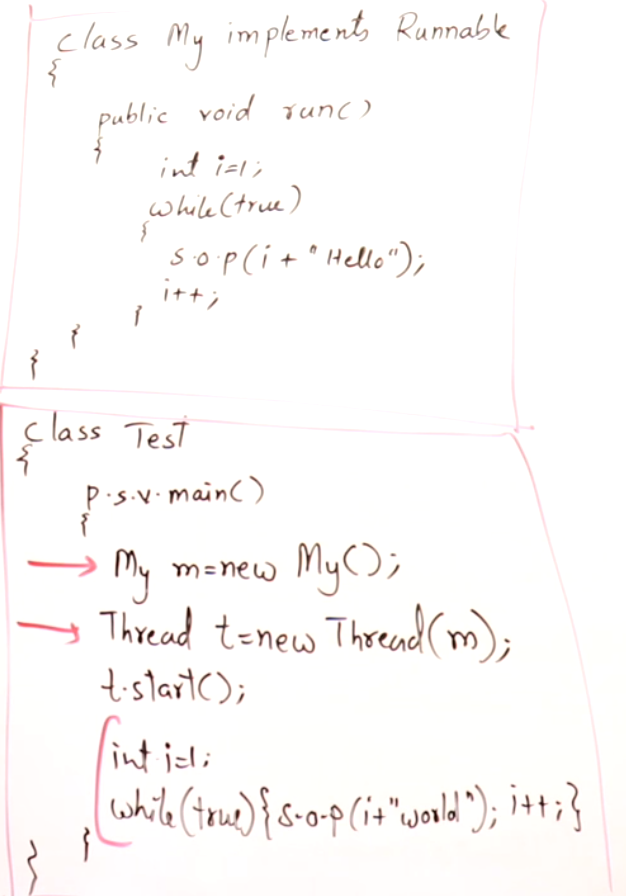 class My implements Runnable
{
public void run()
{
int i=1;
while(true)
{
s.o.p(i + "Hello");
i++;
}
}
}
class Test
{
p.s.v.main()
{
My m=new My();
Thread t=new Thread(m);
t.start();
int i=1;
while(true){s.o.p(i+"world"); i++;}
}
}